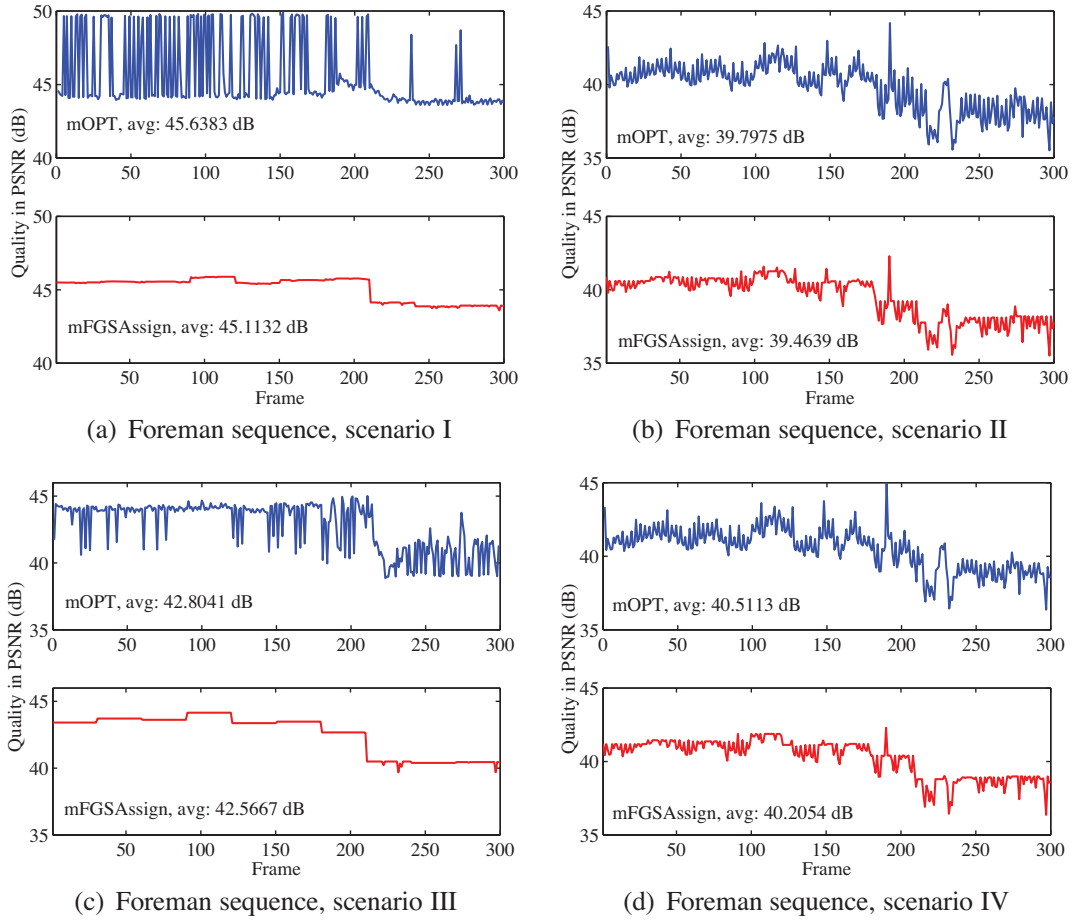 Quality in PSNR (dB)
50
45
40
mOPT, avg: 45.6383 dB
0 50 100 150 200 250 300
50
45
40
mFGSAssign, avg: 45.1132 dB
50 100 150 200 250 300
Frame
(a) Foreman sequence, scenario I
Quality in PSNR (dB)
45
40
35
mOPT, avg: 39.7975 dB
0 50 100 150 200 250 300
45
40
35
mFGSAssign, avg: 39.4639 dB
50 100 150 200 250 300
Frame
(b) Foreman sequence, scenario II
Quality in PSNR (dB)
45
40
35
mOPT, avg: 42.8041 dB
0 50 100 150 200 250 300
45
40
35
mFGSAssign, avg: 42.5667 dB
50 100 150 200 250 300
Frame
(c) Foreman sequence, scenario III
Quality in PSNR (dB)
45
40
35
mOPT, avg: 40.5113 dB
0 50 100 150 200 250 300
45
40
35
mFGSAssign, avg: 40.2054 dB
50 100 150 200 250 300
Frame
(d) Foreman sequence, scenario IV